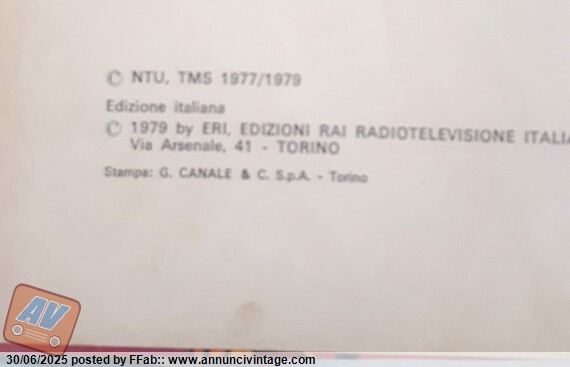 © NTU, TMS 1977/1979
Edizione italiana
© 1979 by ERI, EDIZIONI RAI RADIOTELEVISIONE ITALIA
Via Arsenale, 41 - TORINO
Stampa: G. CANALE & C. S.p.A. - Torino
AV
30/06/2025 posted by FFab:: www.annuncivintage.com